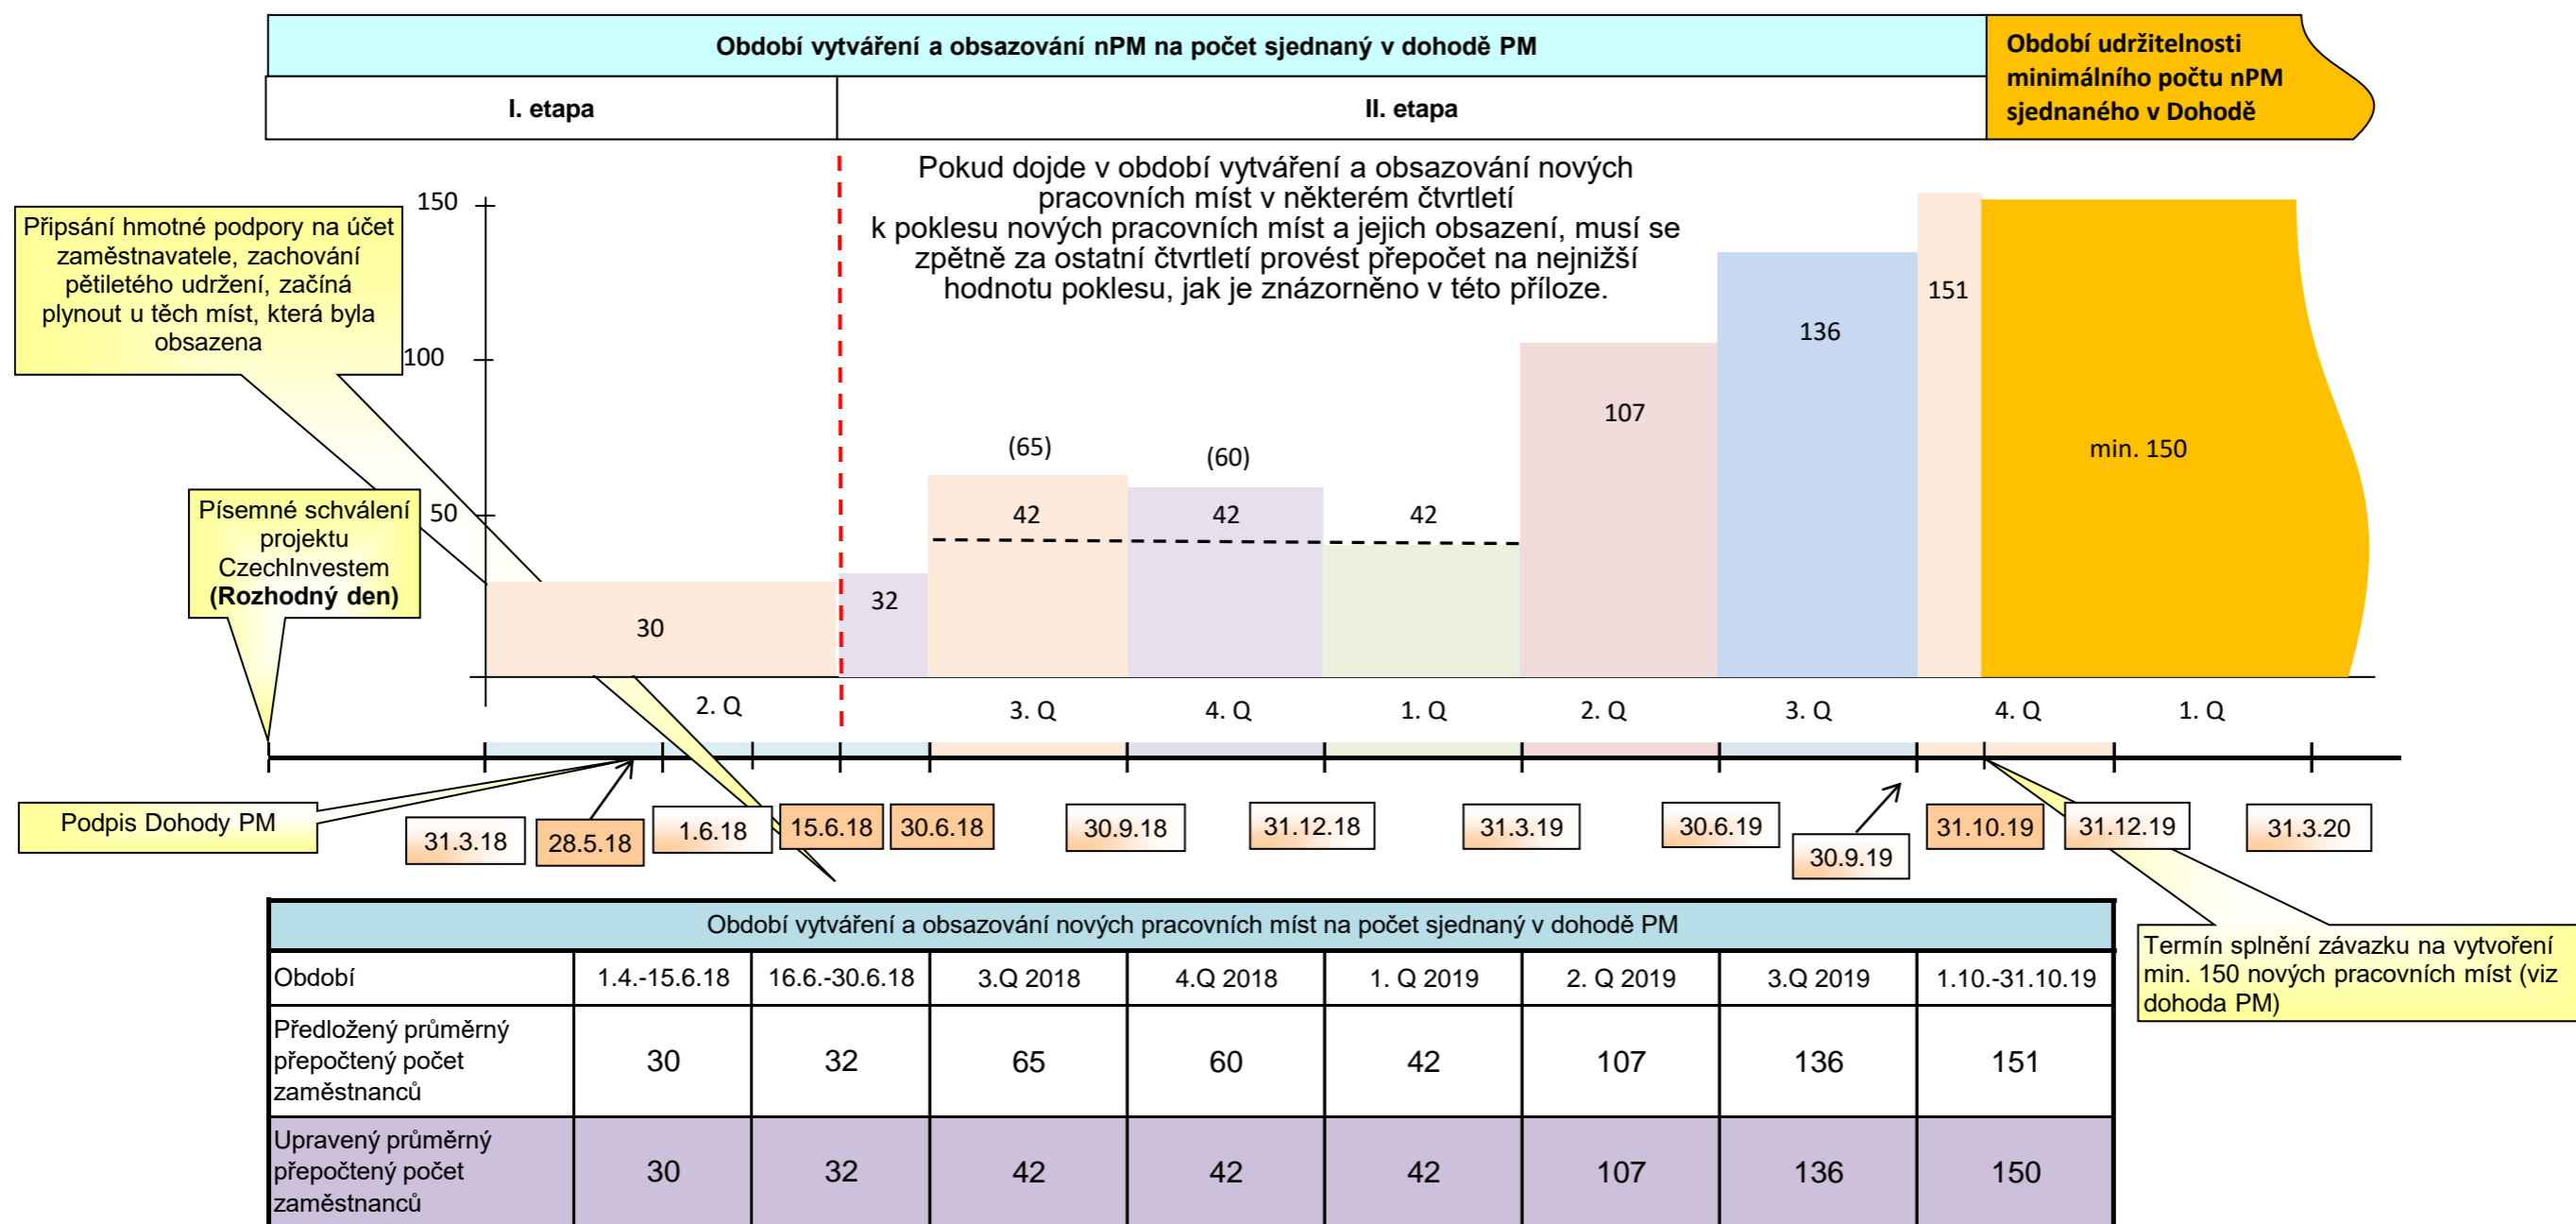 Období vytváření a obsazování nPM na počet sjednaný v dohodě PM
Období udržitelnosti
minimálního počtu nPM
sjednaného v Dohodě
I. etapa
II. etapa
Pokud dojde v období vytváření a obsazování nových
pracovních míst v některém čtvrtletí
k poklesu nových pracovních míst a jejich obsazení, musí se
zpětně za ostatní čtvrtletí provést přepočet na nejnižší
hodnotu poklesu, jak je znázorněno v této příloze.
Připsání hmotné podpory na účet
zaměstnavatele, zachování
pětiletého udržení, začíná
plynout u těch míst, která byla
obsazena
150
100
50
Písemné schválení
projektu
CzechInvestem
(Rozhodný den)
30
32
(65)
42
(60)
42
42
107
136
151
min. 150
2. Q
3. Q
4. Q
1. Q
2. Q
3. Q
4. Q
1. Q
Podpis Dohody PM
31.3.18
28.5.18
1.6.18
15.6.18
30.6.18
30.9.18
31.12.18
31.3.19
30.6.19
30.9.19
31.10.19
31.12.19
31.3.20
Období vytváření a obsazování nových pracovních míst na počet sjednaný v dohodě PM
Období 1.4.-15.6.18 16.6.-30.6.18 3.Q 2018 4.Q 2018 1. Q 2019 2. Q 2019 3.Q 2019 1.10.-31.10.19
Předložený průměrný
přepočtený počet
zaměstnanců
30 32 65 60 42 107 136 151
Upravený průměrný
přepočtený počet
zaměstnanců
30 32 42 42 42 107 136 150
Termín splnění závazku na vytvoření
min. 150 nových pracovních míst (viz
dohoda PM)